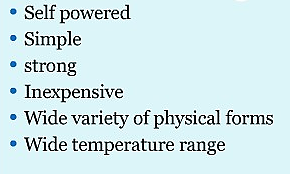 • Self powered
• Simple
• strong
• Inexpensive
• Wide variety of physical forms
• Wide temperature range